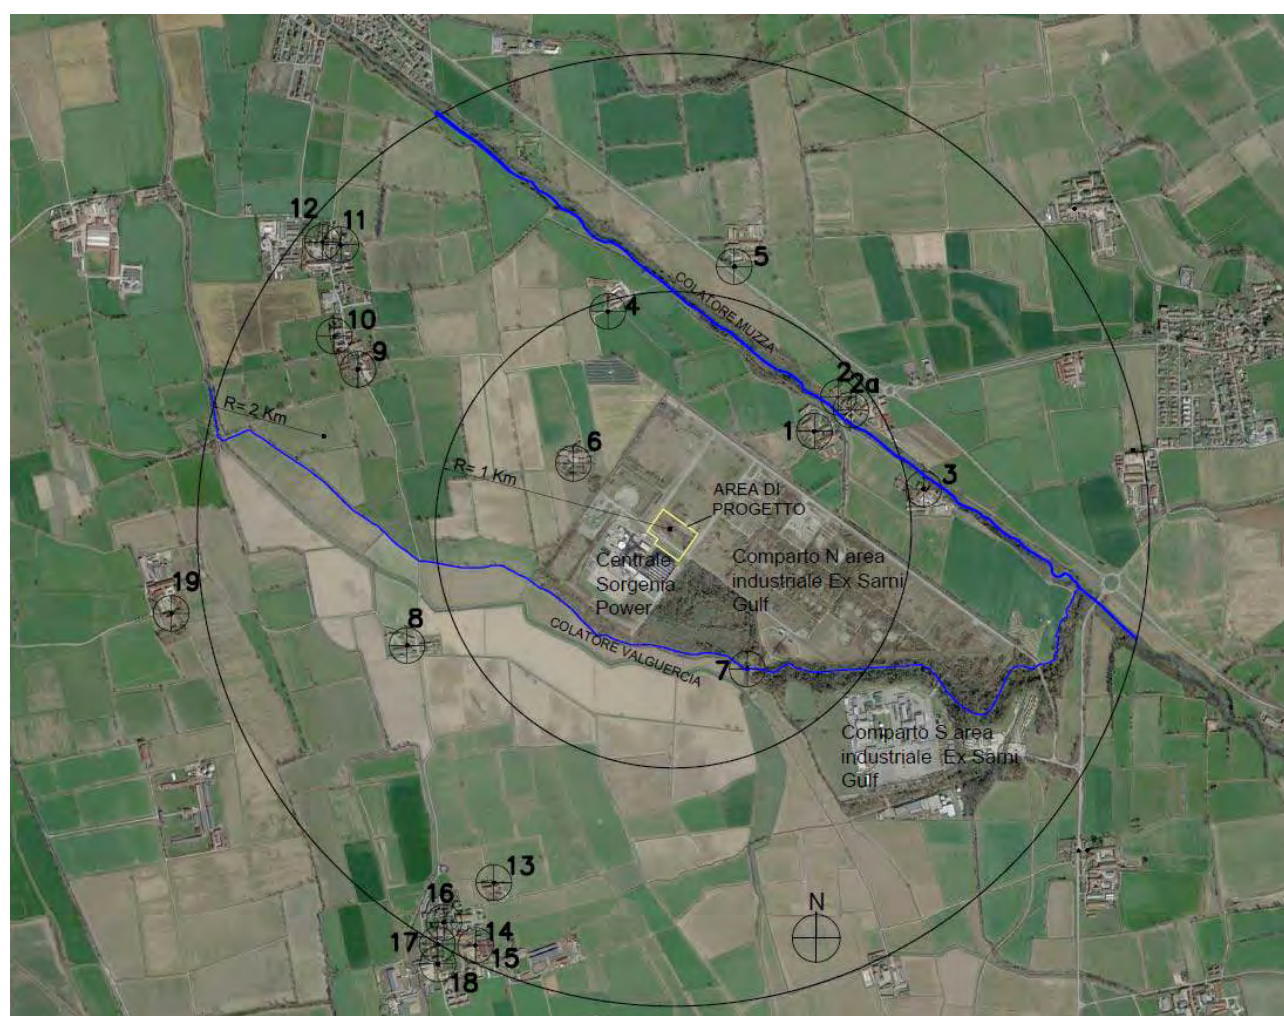 12
11
5
COLATORE MUZZA
4
10
9
2
2a
R= 2 Km
1
6
3
R= 1 Km
AREA DI
PROGETTO
Centrale
Sorgenia
Power
Comparto N area
industriale Ex Sarni
Gulf
19
8
COLATORE VALGUERCIA
7
Comparto S area
industriale Ex Sarni
Gulf
13
16
N
17
14
15
18